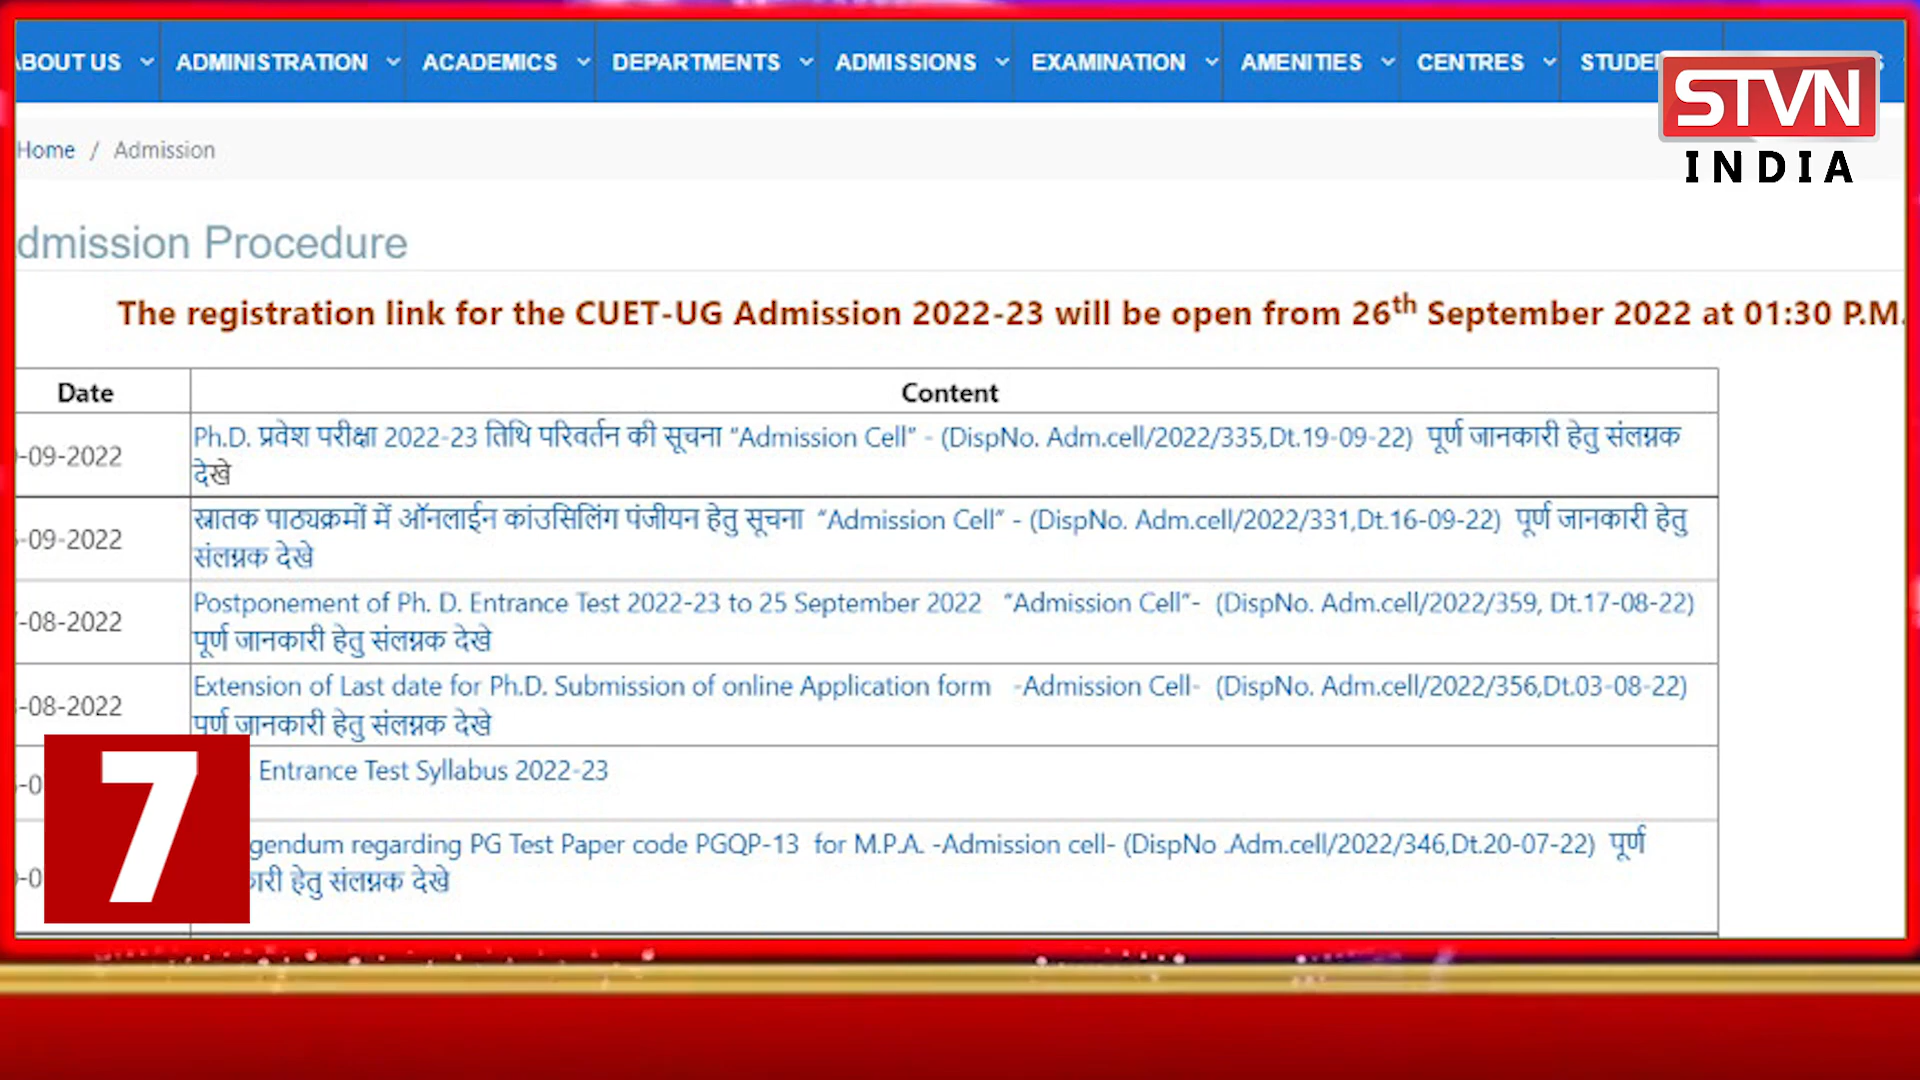 BOUT US ADMINISTRATION ACADEMICS DEPARTMENTS ADMISSIONS EXAMINATION AMENITIES CENTRES STUDE
STVN
INDIA
Home / Admission
dmission Procedure
The registration link for the CUET-UG Admission 2022-23 will be open from 26th September 2022 at 01:30 P.M.
Date Content
-09-2022 Ph.D. प्रवेश परीक्षा 2022-23 तिथि परिवर्तन की सूचना “Admission Cell” - (DispNo. Adm.cell/2022/335,Dt.19-09-22) पूर्ण जानकारी हेतु संलग्नक
देखे
-09-2022 स्नातक पाठ्यक्रमों में ऑनलाईन कांउसिलिंग पंजीयन हेतु सूचना “Admission Cell” - (DispNo. Adm.cell/2022/331,Dt.16-09-22) पूर्ण जानकारी हेतु
संलग्नक देखे
-08-2022 Postponement of Ph. D. Entrance Test 2022-23 to 25 September 2022 “Admission Cell”- (DispNo. Adm.cell/2022/359, Dt.17-08-22)
पूर्ण जानकारी हेतु संलग्नक देखे
-08-2022 Extension of Last date for Ph.D. Submission of online Application form -Admission Cell- (DispNo. Adm.cell/2022/356,Dt.03-08-22)
पूर्ण जानकारी हेतु संलग्नक देखे
-0 Entrance Test Syllabus 2022-23
7
-0 gendum regarding PG Test Paper code PGQP-13 for M.P.A. -Admission cell- (DispNo .Adm.cell/2022/346,Dt.20-07-22) पूर्ण
ारी हेतु संलग्नक देखे